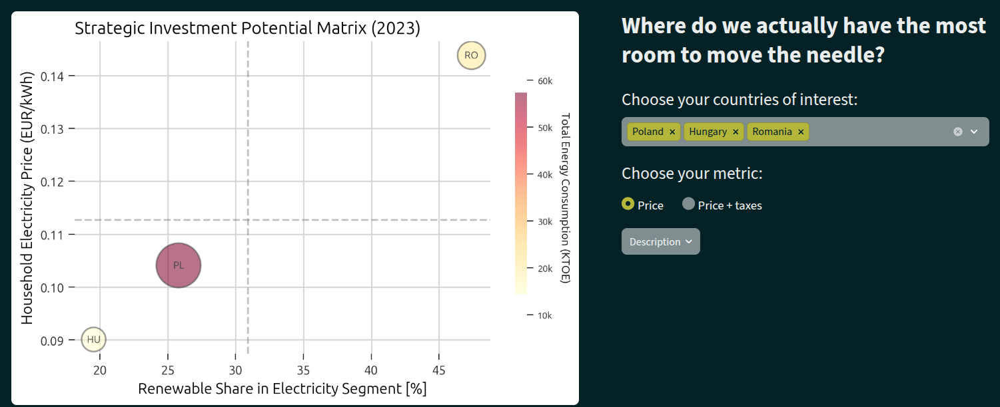 Strategic Investment Potential Matrix (2023)
Household Electricity Price (EUR/kWh)
0.14
0.13
0.12
0.11
0.10
0.09
RO
PL
HU
20 25 30 35 40 45
Renewable Share in Electricity Segment [%]
60k
50k
40k
30k
20k
10k
Total Energy Consumption (KTOE)
Where do we actually have the most
room to move the needle?
Choose your countries of interest:
Poland × Hungary × Romania ×
Choose your metric:
Price Price + taxes
Description